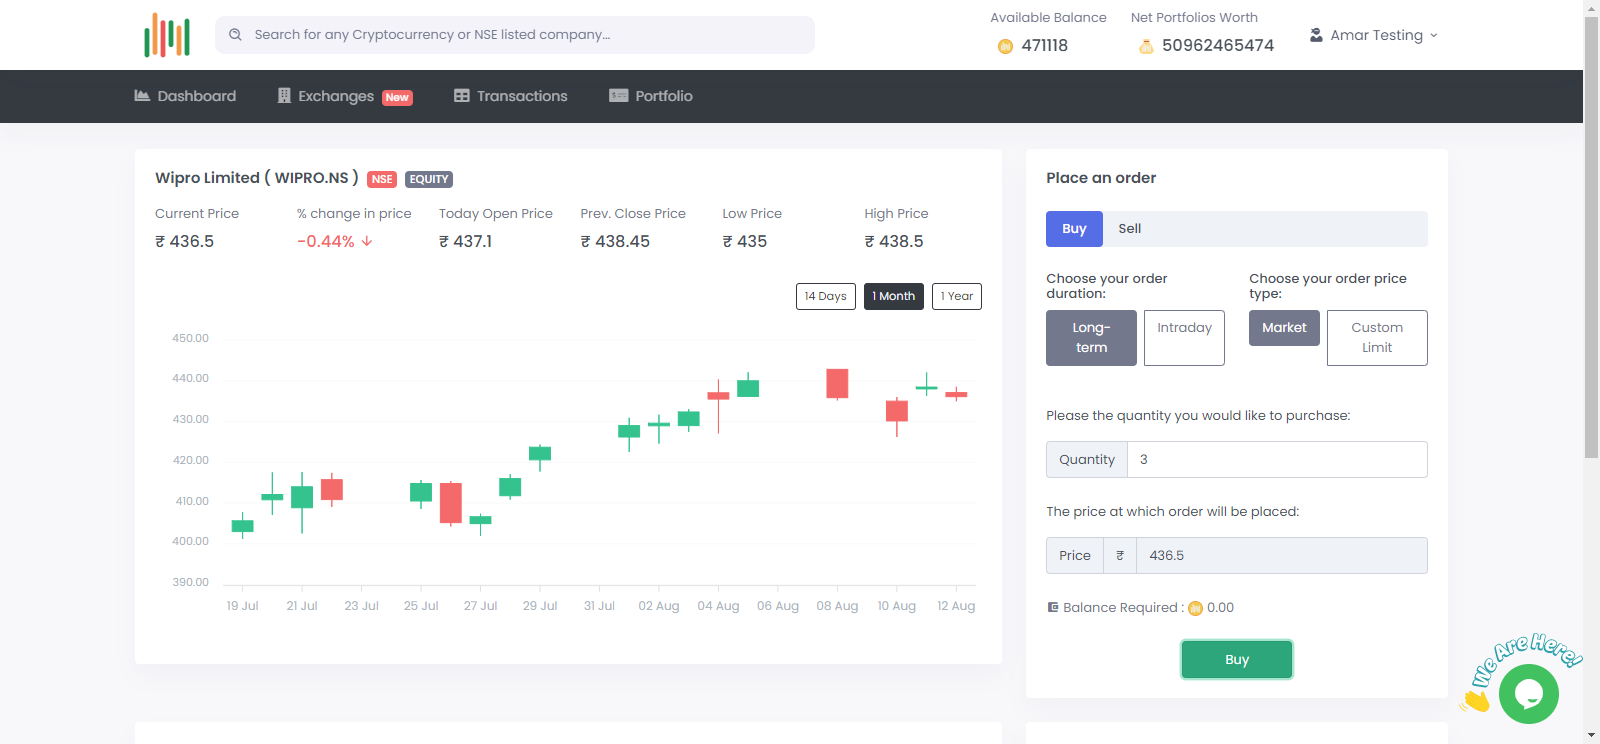 Search for any Cryptocurrency or NSE listed company...
Available Balance
471118
Net Portfolios Worth
50962465474
Amar Testing
Dashboard
Exchanges New
Transactions
Portfolio
Wipro Limited ( WIPRO.NS ) NSE EQUITY
Current Price
₹ 436.5
% change in price
-0.44% ↓
Today Open Price
₹ 437.1
Prev. Close Price
₹ 438.45
Low Price
₹ 435
High Price
₹ 438.5
14 Days
1 Month
1 Year
450.00
440.00
430.00
420.00
410.00
400.00
390.00
19 Jul 21 Jul 23 Jul 25 Jul 27 Jul 29 Jul 31 Jul 02 Aug 04 Aug 06 Aug 08 Aug 10 Aug 12 Aug
Place an order
Buy
Sell
Choose your order
duration:
Long-
term
Intraday
Choose your order price
type:
Market
Custom
Limit
Please the quantity you would like to purchase:
Quantity 3
The price at which order will be placed:
Price ₹ 436.5
Balance Required : 0.00
Buy
We Are Here!